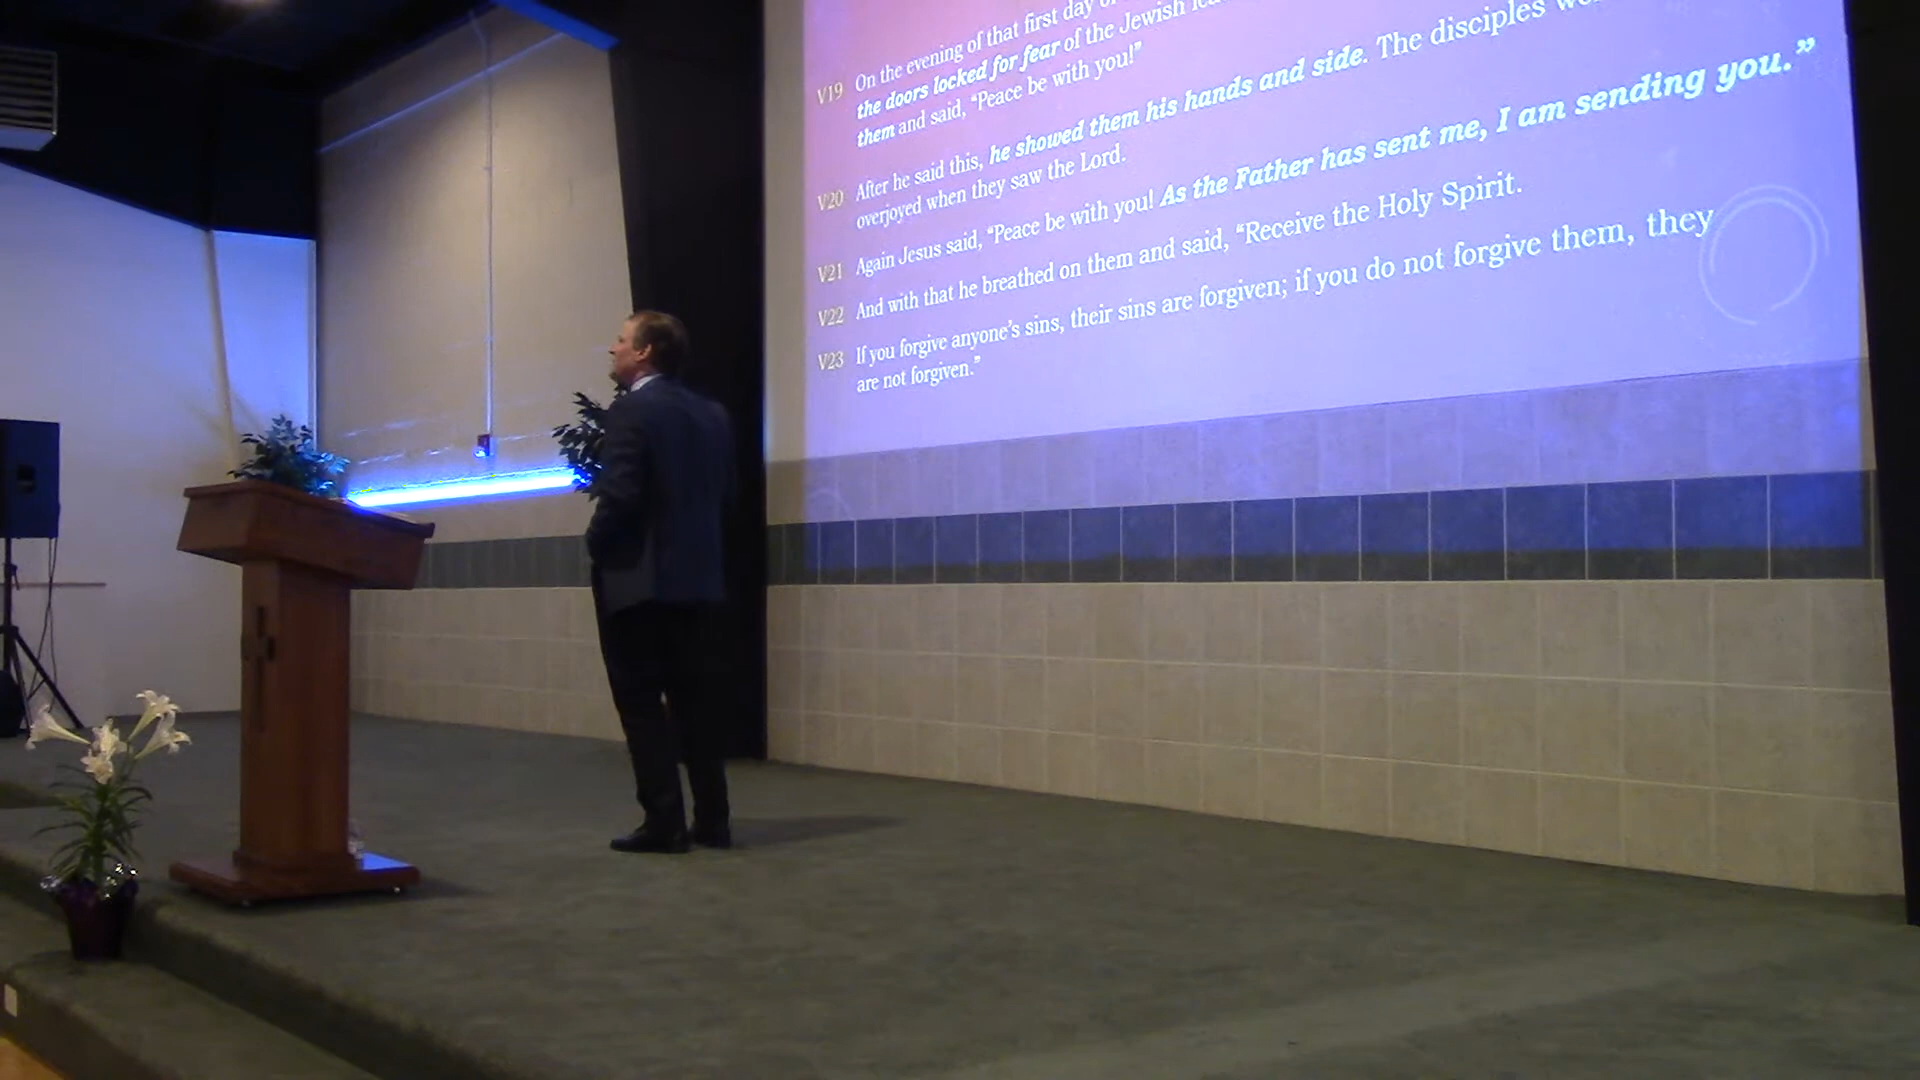 V19 On the evening of that first day
the doors locked for fear of the Jewish
them and said, “Peace be with you!”
V20 After he said this, he showed them his hands and side. The disciples
overjoyed when they saw the Lord.
V21 Again Jesus said, “Peace be with you! As the Father has sent me, I am sending you.”
V22 And with that he breathed on them and said, “Receive the Holy Spirit.
V23 If you forgive anyone’s sins, their sins are forgiven; if you do not forgive them, they
are not forgiven.”